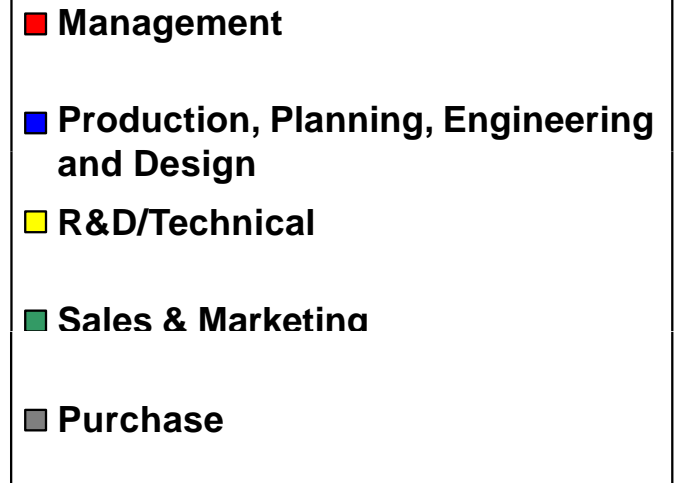 Management
Production, Planning, Engineering
and Design
R&D/Technical
Sales & Marketing
Purchase